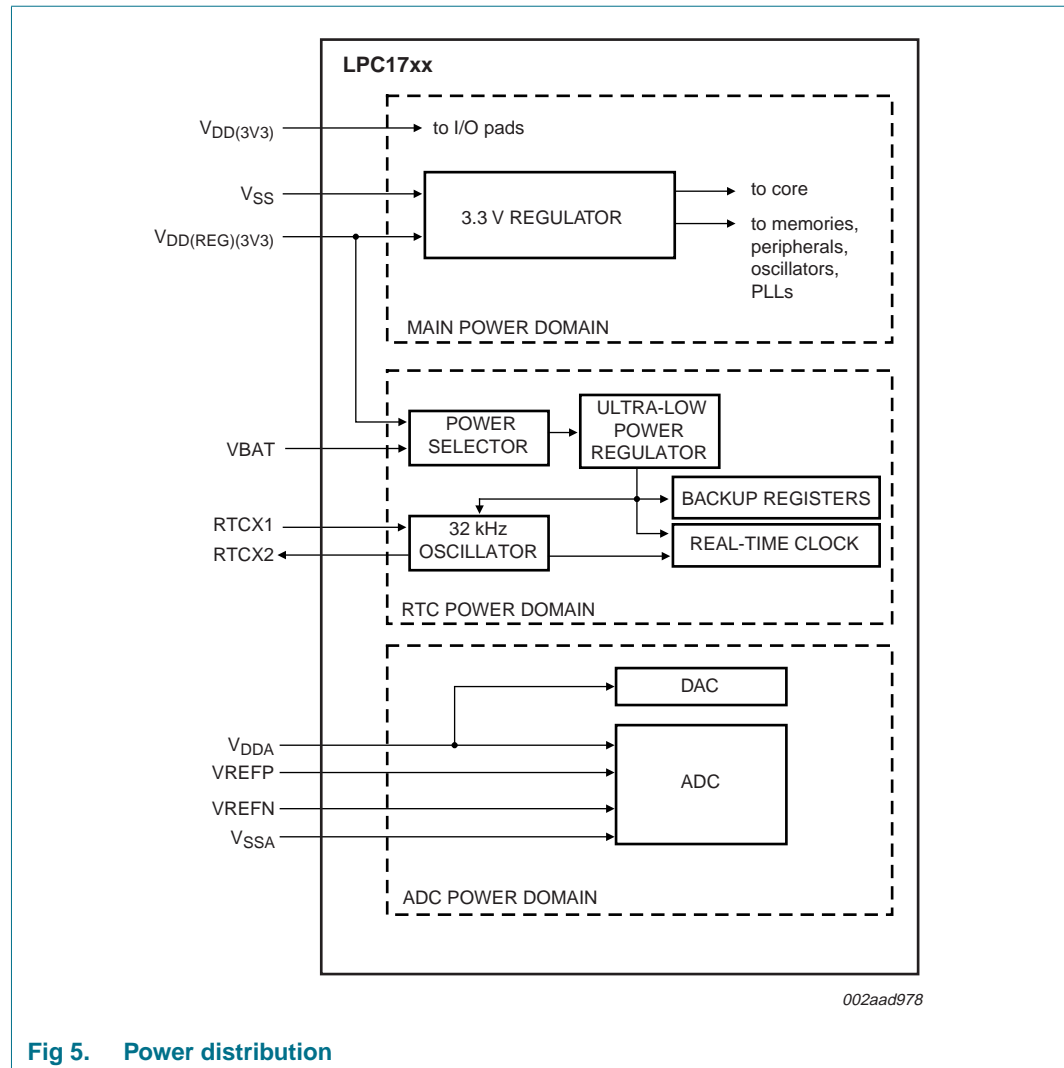 LPC17xx
VDD(3V3)
to I/O pads
VSS
3.3 V REGULATOR
to core
VDD(REG)(3V3)
to memories,
peripherals,
oscillators,
PLLs
MAIN POWER DOMAIN
POWER
SELECTOR
ULTRA-LOW
POWER
REGULATOR
VBAT
BACKUP REGISTERS
RTCX1
RTCX2
32 kHz
OSCILLATOR
REAL-TIME CLOCK
RTC POWER DOMAIN
DAC
VDDA
VREFP
ADC
VREFN
VSSA
ADC POWER DOMAIN
002aad978
Fig 5. Power distribution